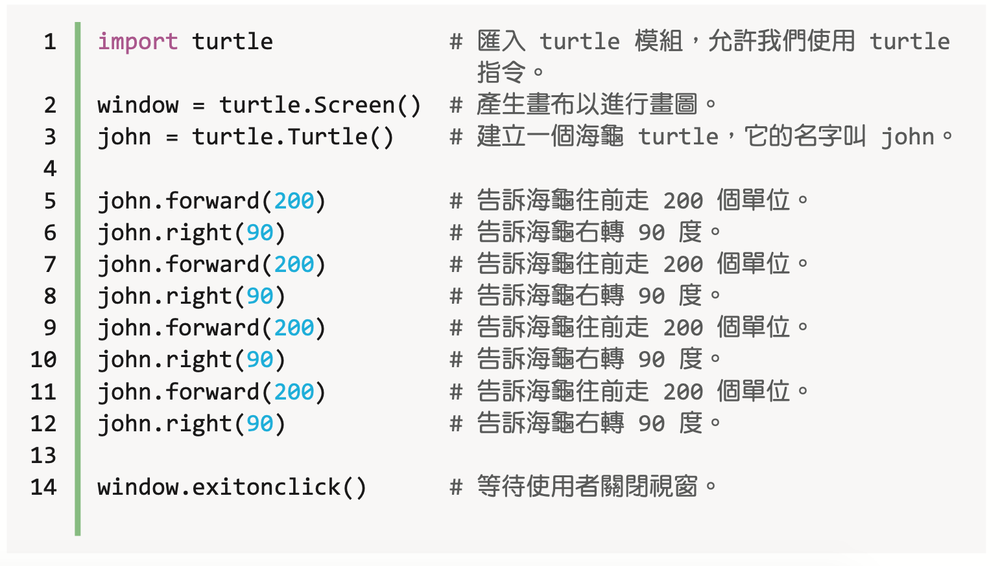 1 import turtle # 匯入 turtle 模組，允許我們使用 turtle
指令。
2 window = turtle.Screen() # 產生畫布以進行畫圖。
3 john = turtle.Turtle() # 建立一個海龜 turtle，它的名字叫 john。
4
5 john.forward(200) # 告訴海龜往前走 200 個單位。
6 john.right(90) # 告訴海龜右轉 90 度。
7 john.forward(200) # 告訴海龜往前走 200 個單位。
8 john.right(90) # 告訴海龜右轉 90 度。
9 john.forward(200) # 告訴海龜往前走 200 個單位。
10 john.right(90) # 告訴海龜右轉 90 度。
11 john.forward(200) # 告訴海龜往前走 200 個單位。
12 john.right(90) # 告訴海龜右轉 90 度。
13
14 window.exitonclick() # 等待使用者關閉視窗。